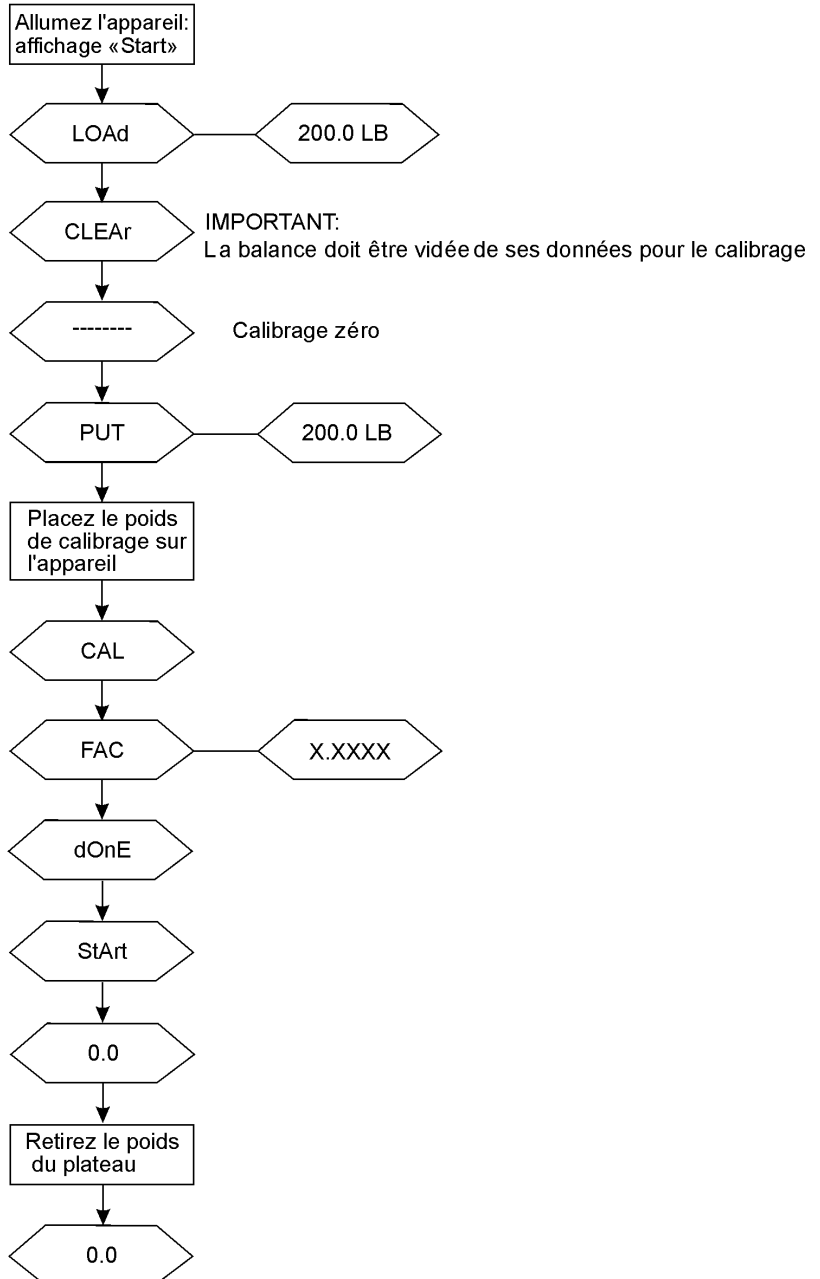 Allumez l'appareil:
affichage «Start»
LOAd
200.0 LB
CLEAr
IMPORTANT:
La balance doit être vidée de ses données pour le calibrage
--------
Calibrage zéro
PUT
200.0 LB
Placez le poids
de calibrage sur
l'appareil
CAL
FAC
X.XXXX
dOnE
StArt
0.0
Retirez le poids
du plateau
0.0